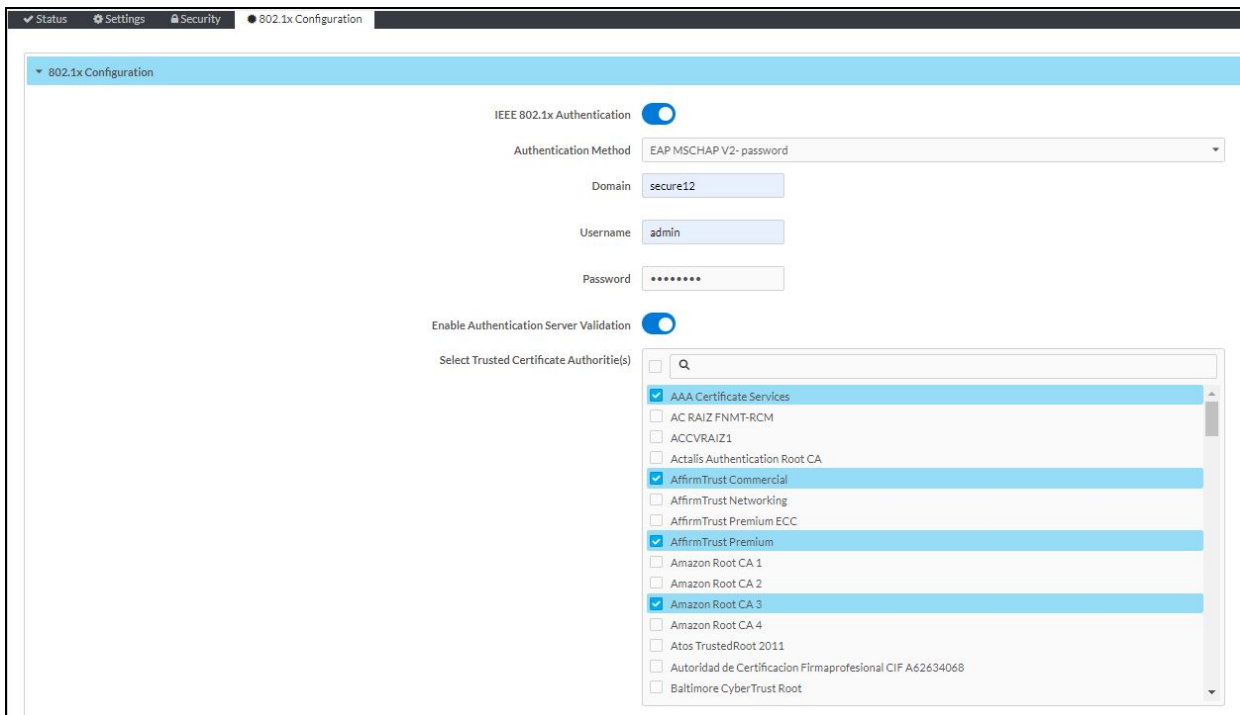 Status Settings Security 802.1x Configuration
802.1x Configuration
IEEE 802.1x Authentication
Authentication Method EAP MSCHAP V2- password
Domain secure12
Username admin
Password ••••••••
Enable Authentication Server Validation
Select Trusted Certificate Authoritie(s)
AAA Certificate Services
AC RAIZ FNMT-RCM
ACCVRAIZ1
Actalis Authentication Root CA
AffirmTrust Commercial
AffirmTrust Networking
AffirmTrust Premium ECC
AffirmTrust Premium
Amazon Root CA 1
Amazon Root CA 2
Amazon Root CA 3
Amazon Root CA 4
Atos TrustedRoot 2011
Autoridad de Certificacion Firmaprofesional CIF A62634068
Baltimore CyberTrust Root